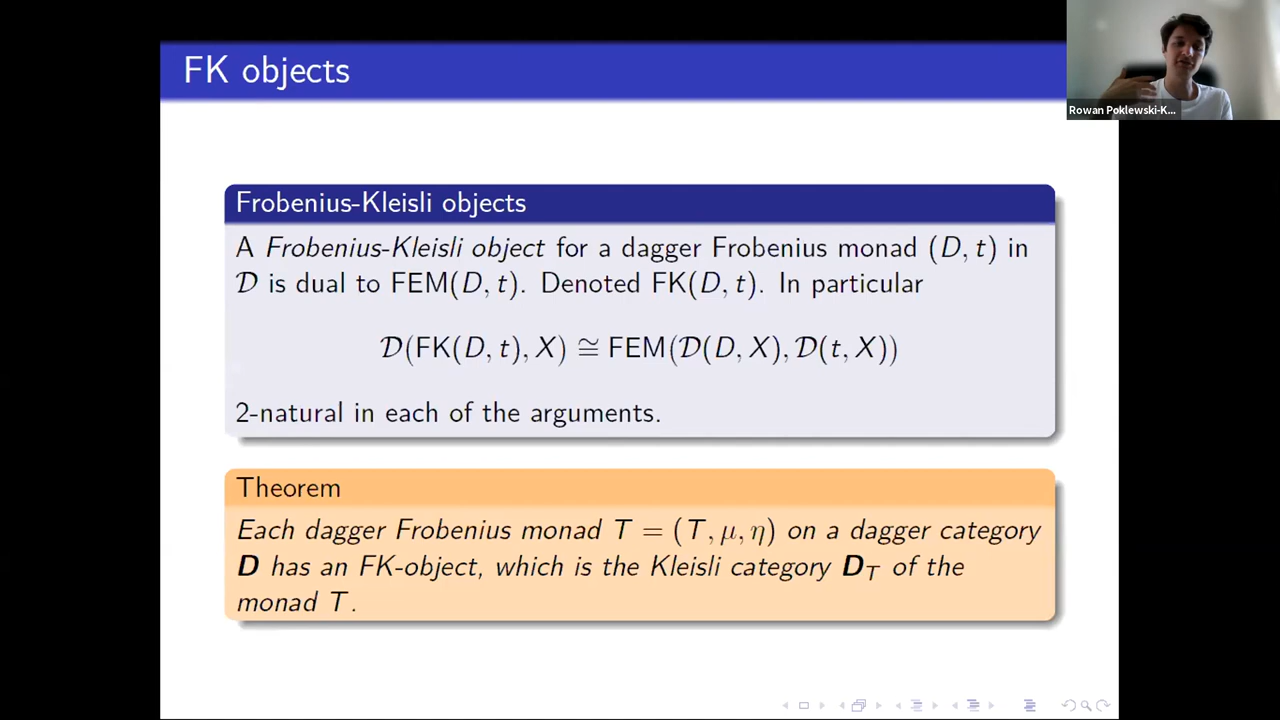 FK objects
Rowan Poklewski-K...
Frobenius-Kleisli objects
A Frobenius-Kleisli object for a dagger Frobenius monad (D, t) in
𝒟 is dual to FEM(D, t). Denoted FK(D, t). In particular
𝒟(FK(D, t), X) ≅ FEM(𝒟(D, X), 𝒟(t, X))
2-natural in each of the arguments.
Theorem
Each dagger Frobenius monad T = (T, μ, η) on a dagger category
D has an FK-object, which is the Kleisli category D_T of the
monad T.